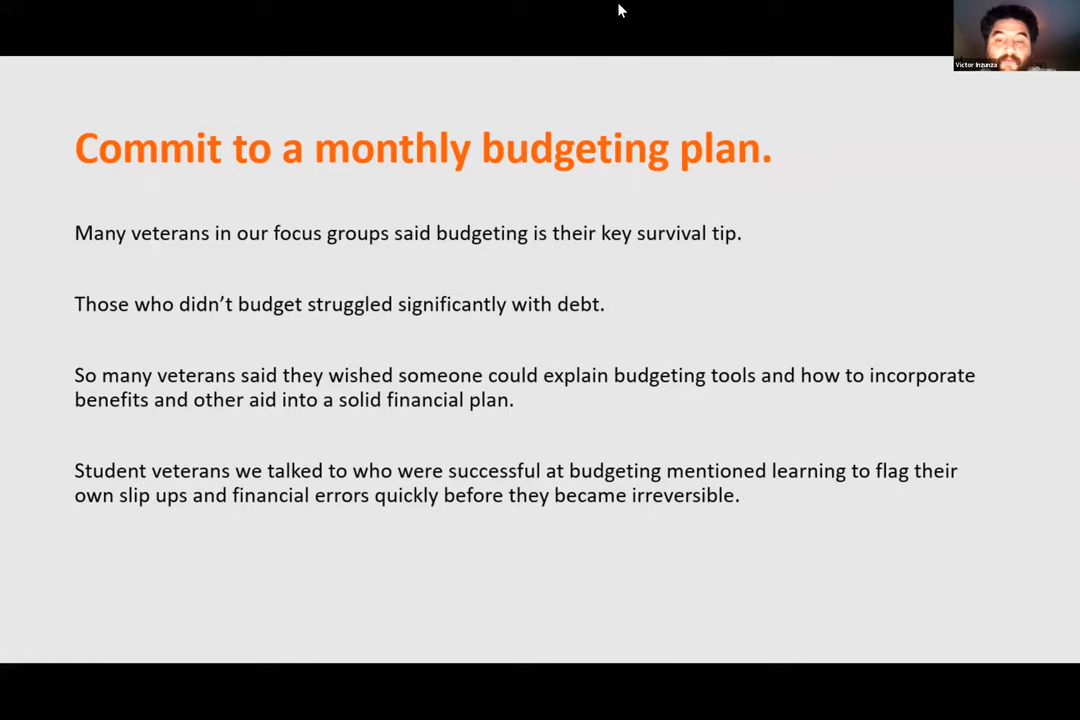 Victor Inzunza
Commit to a monthly budgeting plan.
Many veterans in our focus groups said budgeting is their key survival tip.
Those who didn’t budget struggled significantly with debt.
So many veterans said they wished someone could explain budgeting tools and how to incorporate
benefits and other aid into a solid financial plan.
Student veterans we talked to who were successful at budgeting mentioned learning to flag their
own slip ups and financial errors quickly before they became irreversible.